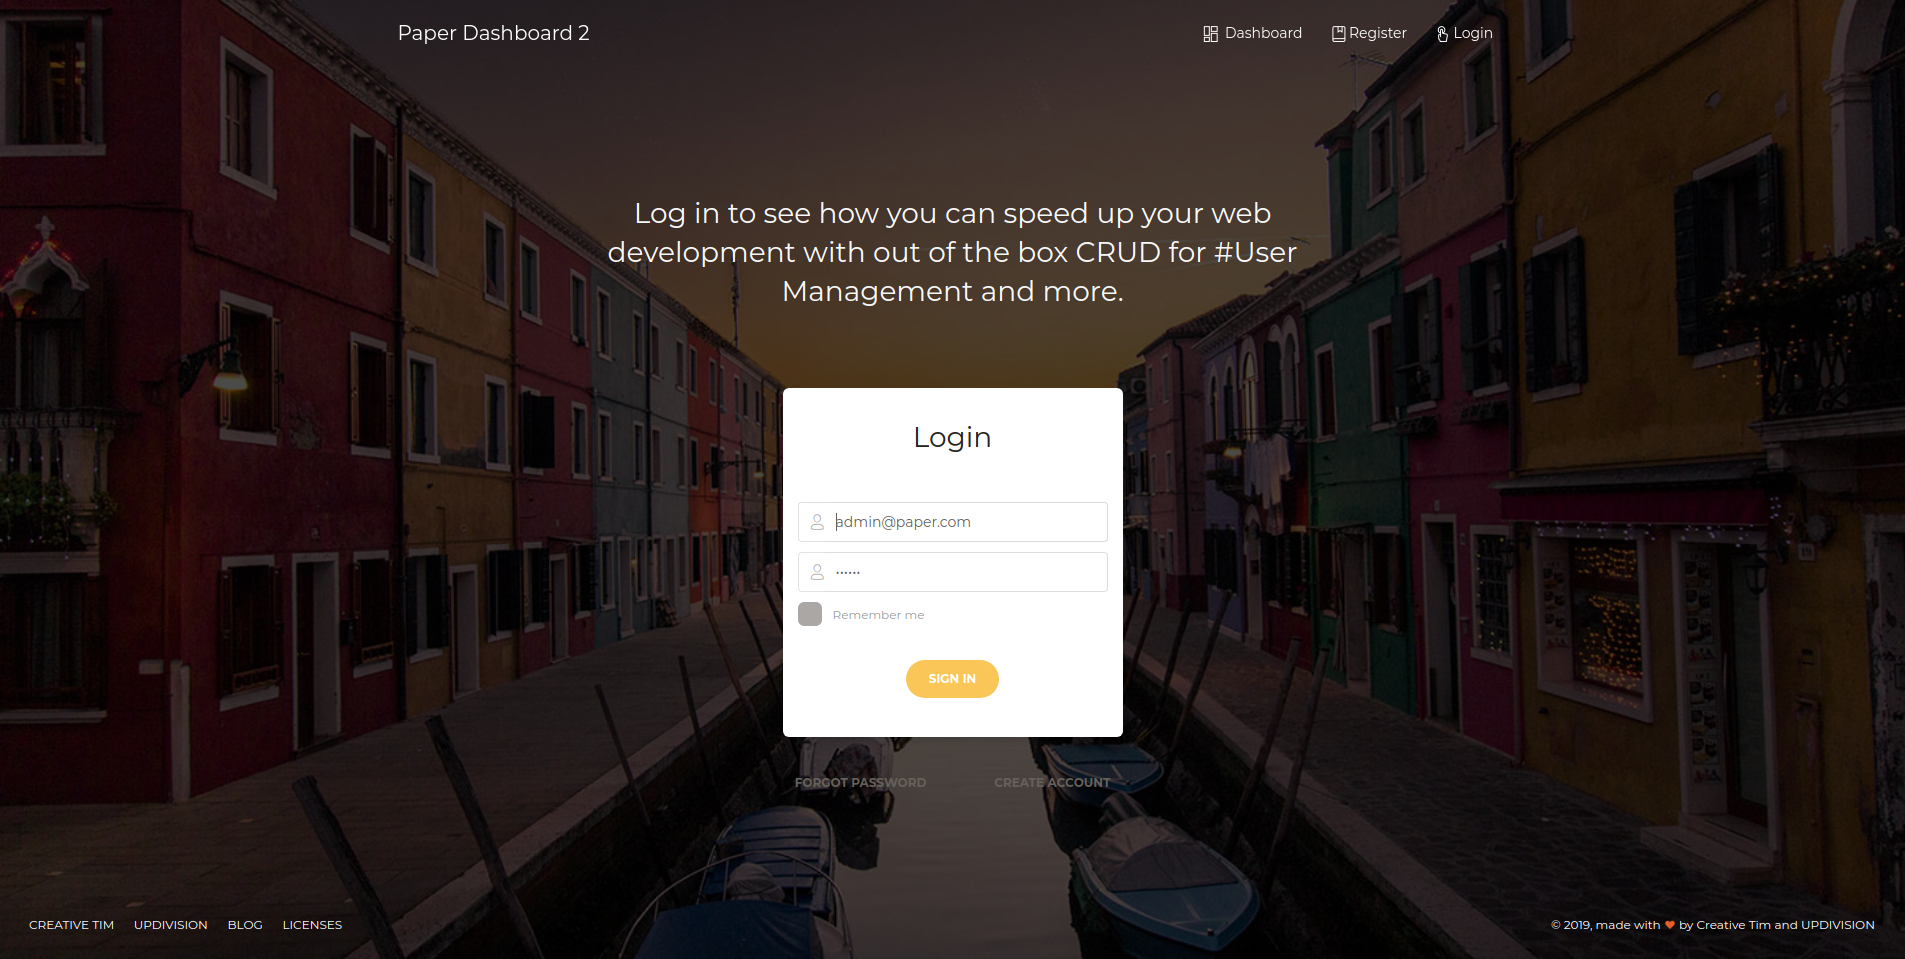 Paper Dashboard 2
Dashboard
Register
Login
Log in to see how you can speed up your web
development with out of the box CRUD for #User
Management and more.
Login
admin@paper.com
••••••
Remember me
SIGN IN
FORGOT PASSWORD
CREATE ACCOUNT
CREATIVE TIM
UPDIVISION
BLOG
LICENSES
© 2019, made with ♥ by Creative Tim and UPDIVISION